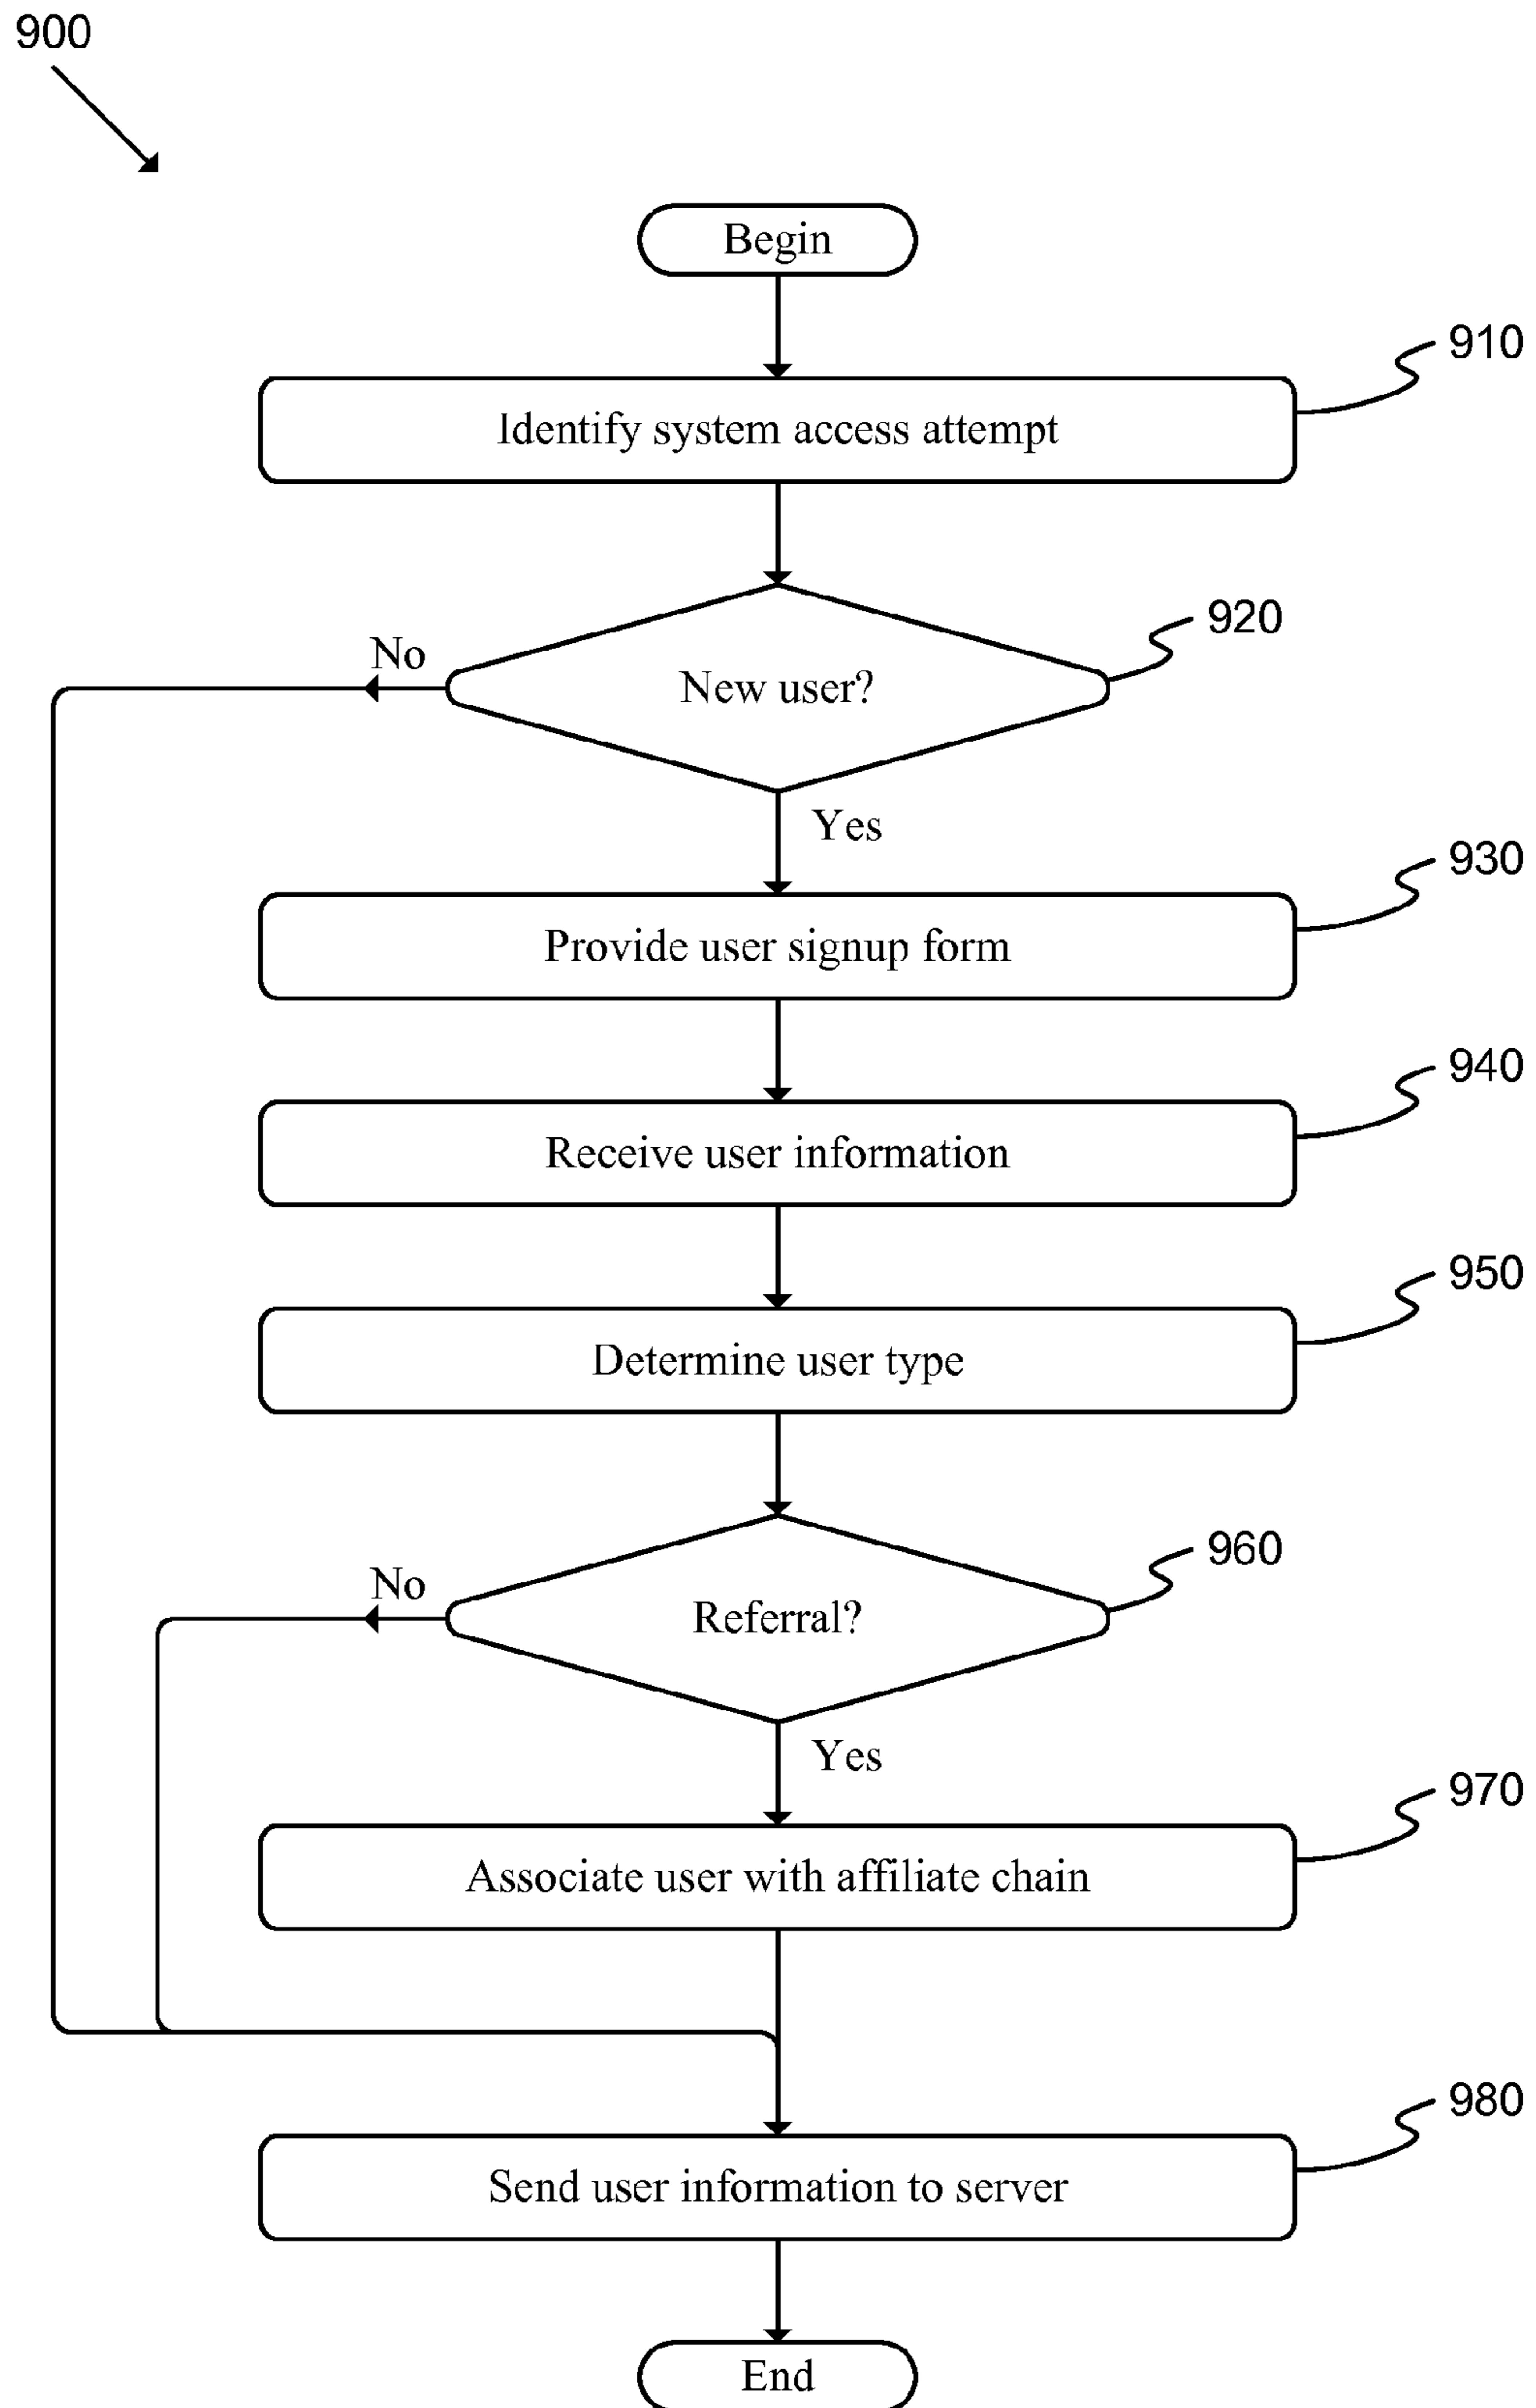 900
Begin
910
Identify system access attempt
920
No
New user?
Yes
930
Provide user signup form
940
Receive user information
950
Determine user type
960
No
Referral?
Yes
970
Associate user with affiliate chain
980
Send user information to server
End